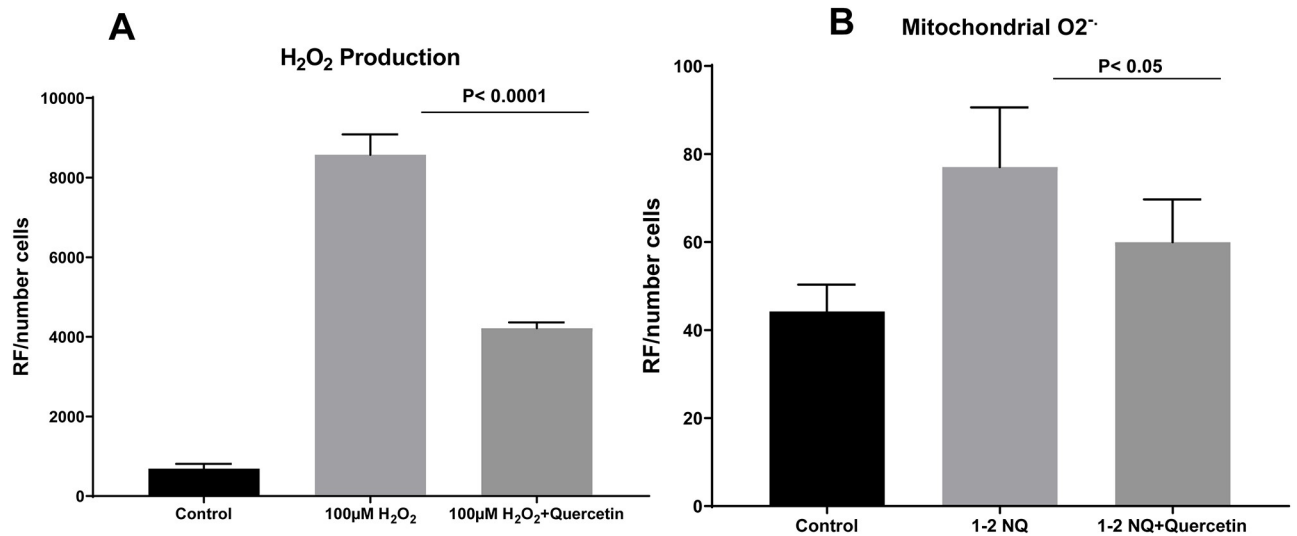 A
H₂O₂ Production
RF/number cells
10000
8000
6000
4000
2000
0
P< 0.0001
Control
100µM H₂O₂
100µM H₂O₂+Quercetin
B
Mitochondrial O2⁻·
RF/number cells
100
80
60
40
20
0
P< 0.05
Control
1-2 NQ
1-2 NQ+Quercetin